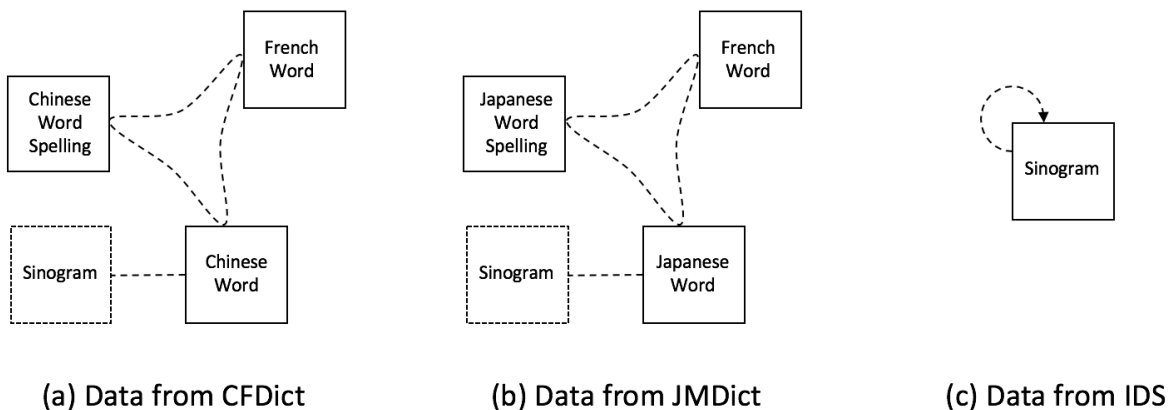 French
Word
Chinese
Word
Spelling
Sinogram
Chinese
Word
(a) Data from CFDict
French
Word
Japanese
Word
Spelling
Sinogram
Japanese
Word
(b) Data from JMDict
Sinogram
(c) Data from IDS